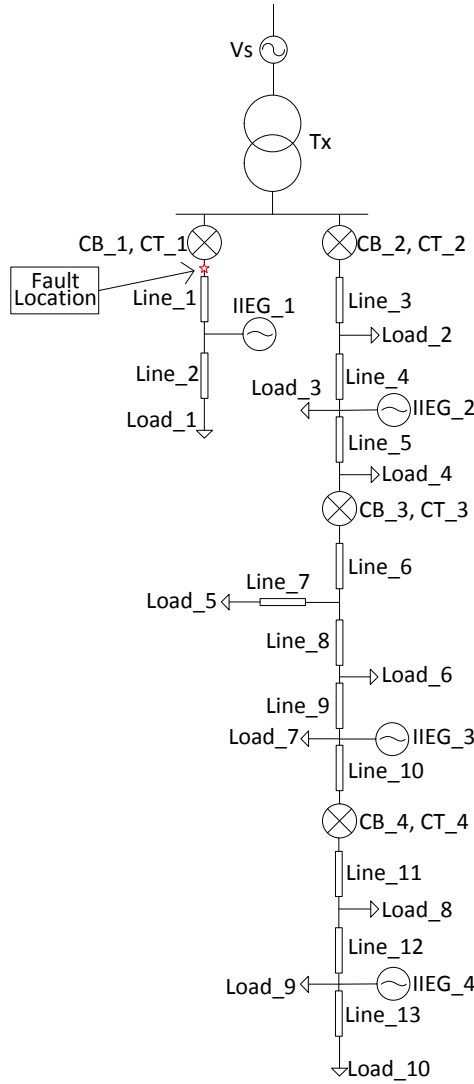 Vs
Tx
CB_1, CT_1
CB_2, CT_2
Fault
Location
Line_1
IIEG_1
Line_2
Load_1
Line_3
Load_2
Line_4
Load_3
IIEG_2
Line_5
Load_4
CB_3, CT_3
Line_6
Line_7
Load_5
Line_8
Load_6
Line_9
Load_7
IIEG_3
Line_10
CB_4, CT_4
Line_11
Load_8
Line_12
Load_9
IIEG_4
Line_13
Load_10